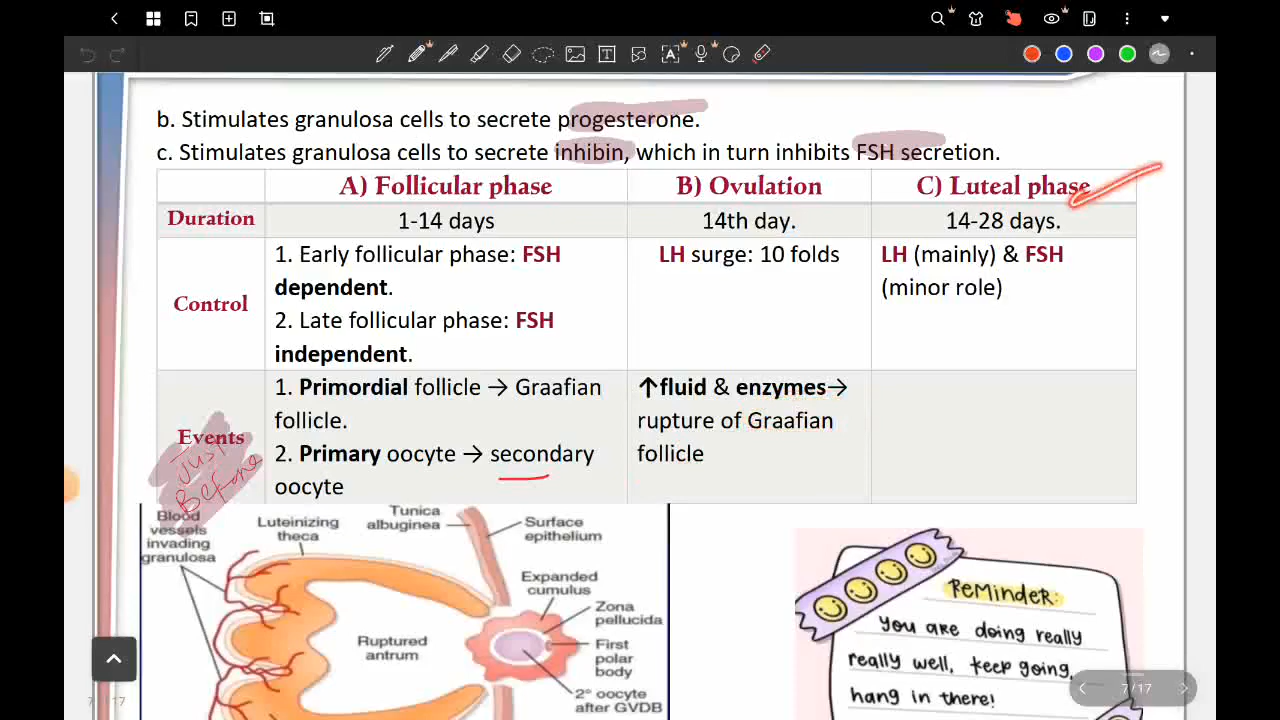 b. Stimulates granulosa cells to secrete progesterone.
c. Stimulates granulosa cells to secrete inhibin, which in turn inhibits FSH secretion.
A) Follicular phase
B) Ovulation
C) Luteal phase
Duration
1-14 days
14th day.
14-28 days.
Control
1. Early follicular phase: FSH
dependent.
2. Late follicular phase: FSH
independent.
LH surge: 10 folds
LH (mainly) & FSH
(minor role)
Events
Just
Before
1. Primordial follicle → Graafian
follicle.
2. Primary oocyte → secondary
oocyte
↑fluid & enzymes→
rupture of Graafian
follicle
Blood
vessels
invading
granulosa
Luteinizing
theca
Tunica
albuginea
Surface
epithelium
Expanded
cumulus
Zona
pellucida
First
polar
body
2° oocyte
after GVDB
Ruptured
antrum
Reminder:
You are doing really
really well, keep going,
hang in there!
7/17
7/17